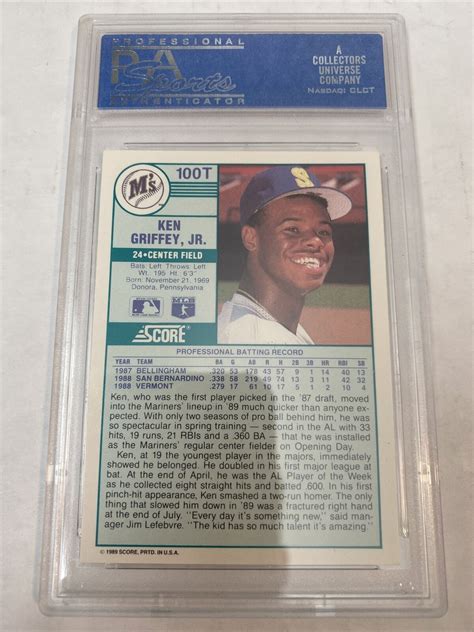 PROFESSIONAL
PSA
Sports
AUTHENTICATOR
A
COLLECTORS
UNIVERSE
COMPANY
NASDAQ: CLCT
M's
100T
KEN
GRIFFEY, JR.
24•CENTER FIELD
Bats: Left Throws: Left
Wt. 195 Ht. 6'3"
Born: November 21, 1969
Donora, Pennsylvania
SCORE
S
PROFESSIONAL BATTING RECORD
YEAR TEAM BA G AB R H 2B 3B HR RBI SB
1987 BELLINGHAM .320 53 178 43 57 9 1 14 40 13
1988 SAN BERNARDINO .338 58 219 49 74 13 3 11 42 32
1988 VERMONT .279 17 61 10 17 5 1 2 10 4
Ken, who was the first player picked in the '87 draft, moved
into the Mariners' lineup in '89 much quicker than anyone ex-
pected. With only two seasons of pro ball behind him, he was
so spectacular in spring training — second in the AL with 33
hits, 19 runs, 21 RBIs and a .360 BA — that he was installed
as the Mariners' regular center fielder on Opening Day.
Ken, at 19 the youngest player in the majors, immediately
showed he belonged. He doubled in his first major league at
bat. At the end of April, he was the AL Player of the Week
as he collected eight straight hits and batted .600. In his first
pinch-hit appearance, Ken smashed a two-run homer. The only
thing that slowed him down in '89 was a fractured right hand
at the end of July. "Every day it's something new," said man-
ager Jim Lefebvre. "The kid has so much talent it's amazing."
© 1989 SCORE, PRTD. IN U.S.A.